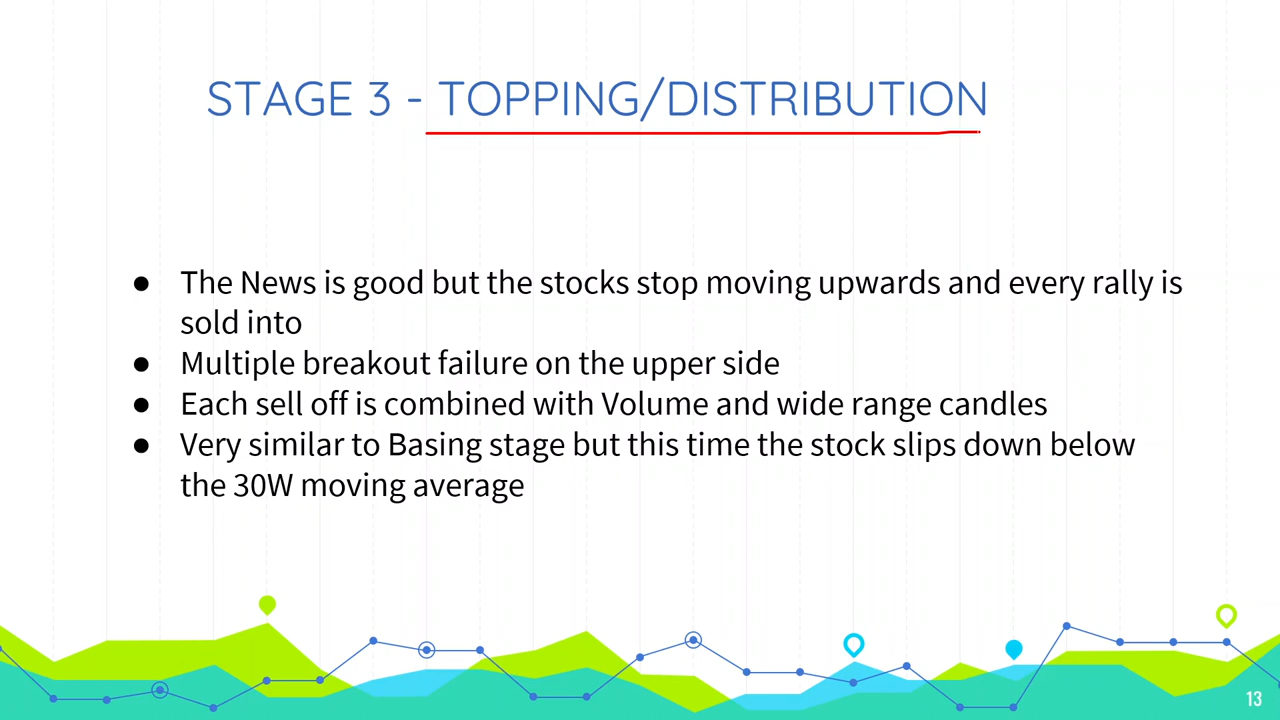 STAGE 3 - TOPPING/DISTRIBUTION
● The News is good but the stocks stop moving upwards and every rally is
sold into
● Multiple breakout failure on the upper side
● Each sell off is combined with Volume and wide range candles
● Very similar to Basing stage but this time the stock slips down below
the 30W moving average
13